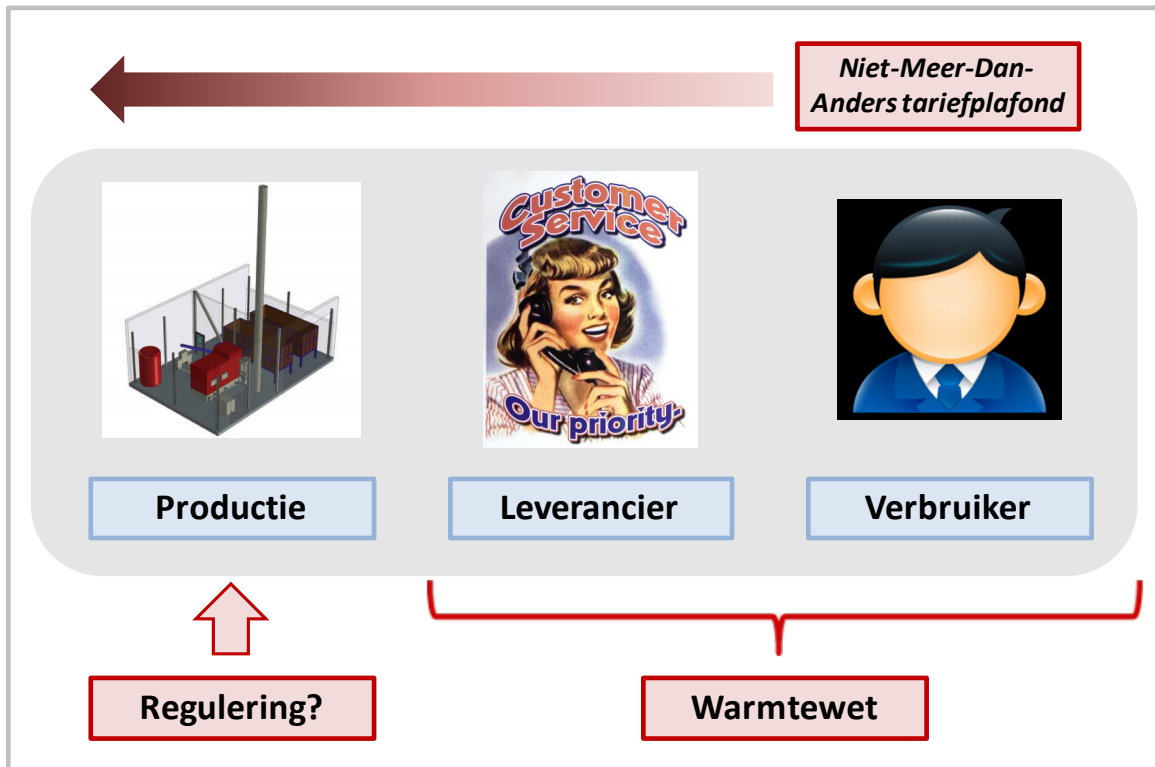 Niet-Meer-Dan-
Anders tariefplafond
Customer
Service
Our priority-
Productie
Leverancier
Verbruiker
Regulering?
Warmtewet